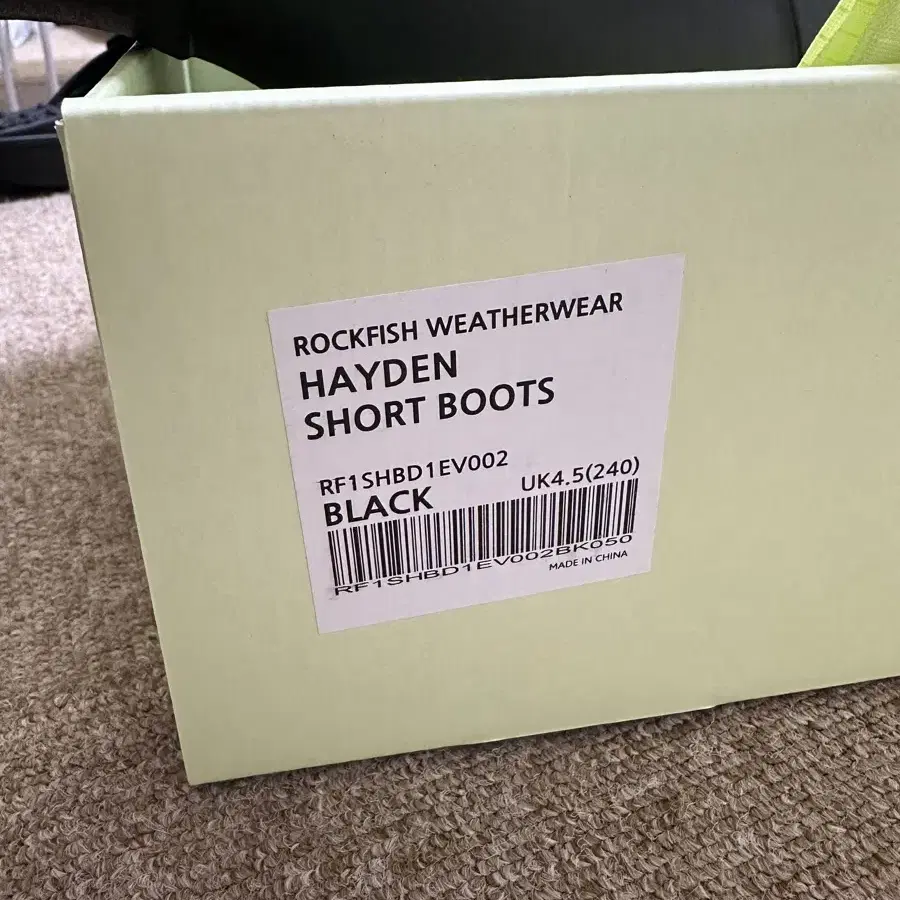 ROCKFISH WEATHERWEAR
HAYDEN
SHORT BOOTS
RF1SHBD1EV002
BLACK UK4.5(240)
RF1SHBD1EV002BK050
MADE IN CHINA